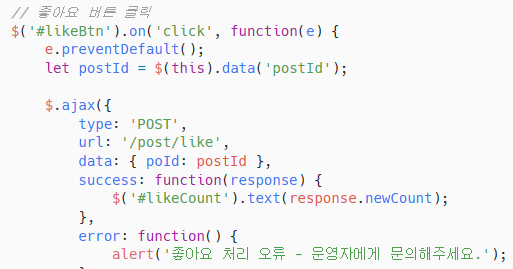 // 좋아요 버튼 클릭
$('#likeBtn').on('click', function(e) {
    e.preventDefault();
    let postId = $(this).data('postId');

    $.ajax({
        type: 'POST',
        url: '/post/like',
        data: { poId: postId },
        success: function(response) {
            $('#likeCount').text(response.newCount);
        },
        error: function() {
            alert('좋아요 처리 오류 - 운영자에게 문의해주세요.');